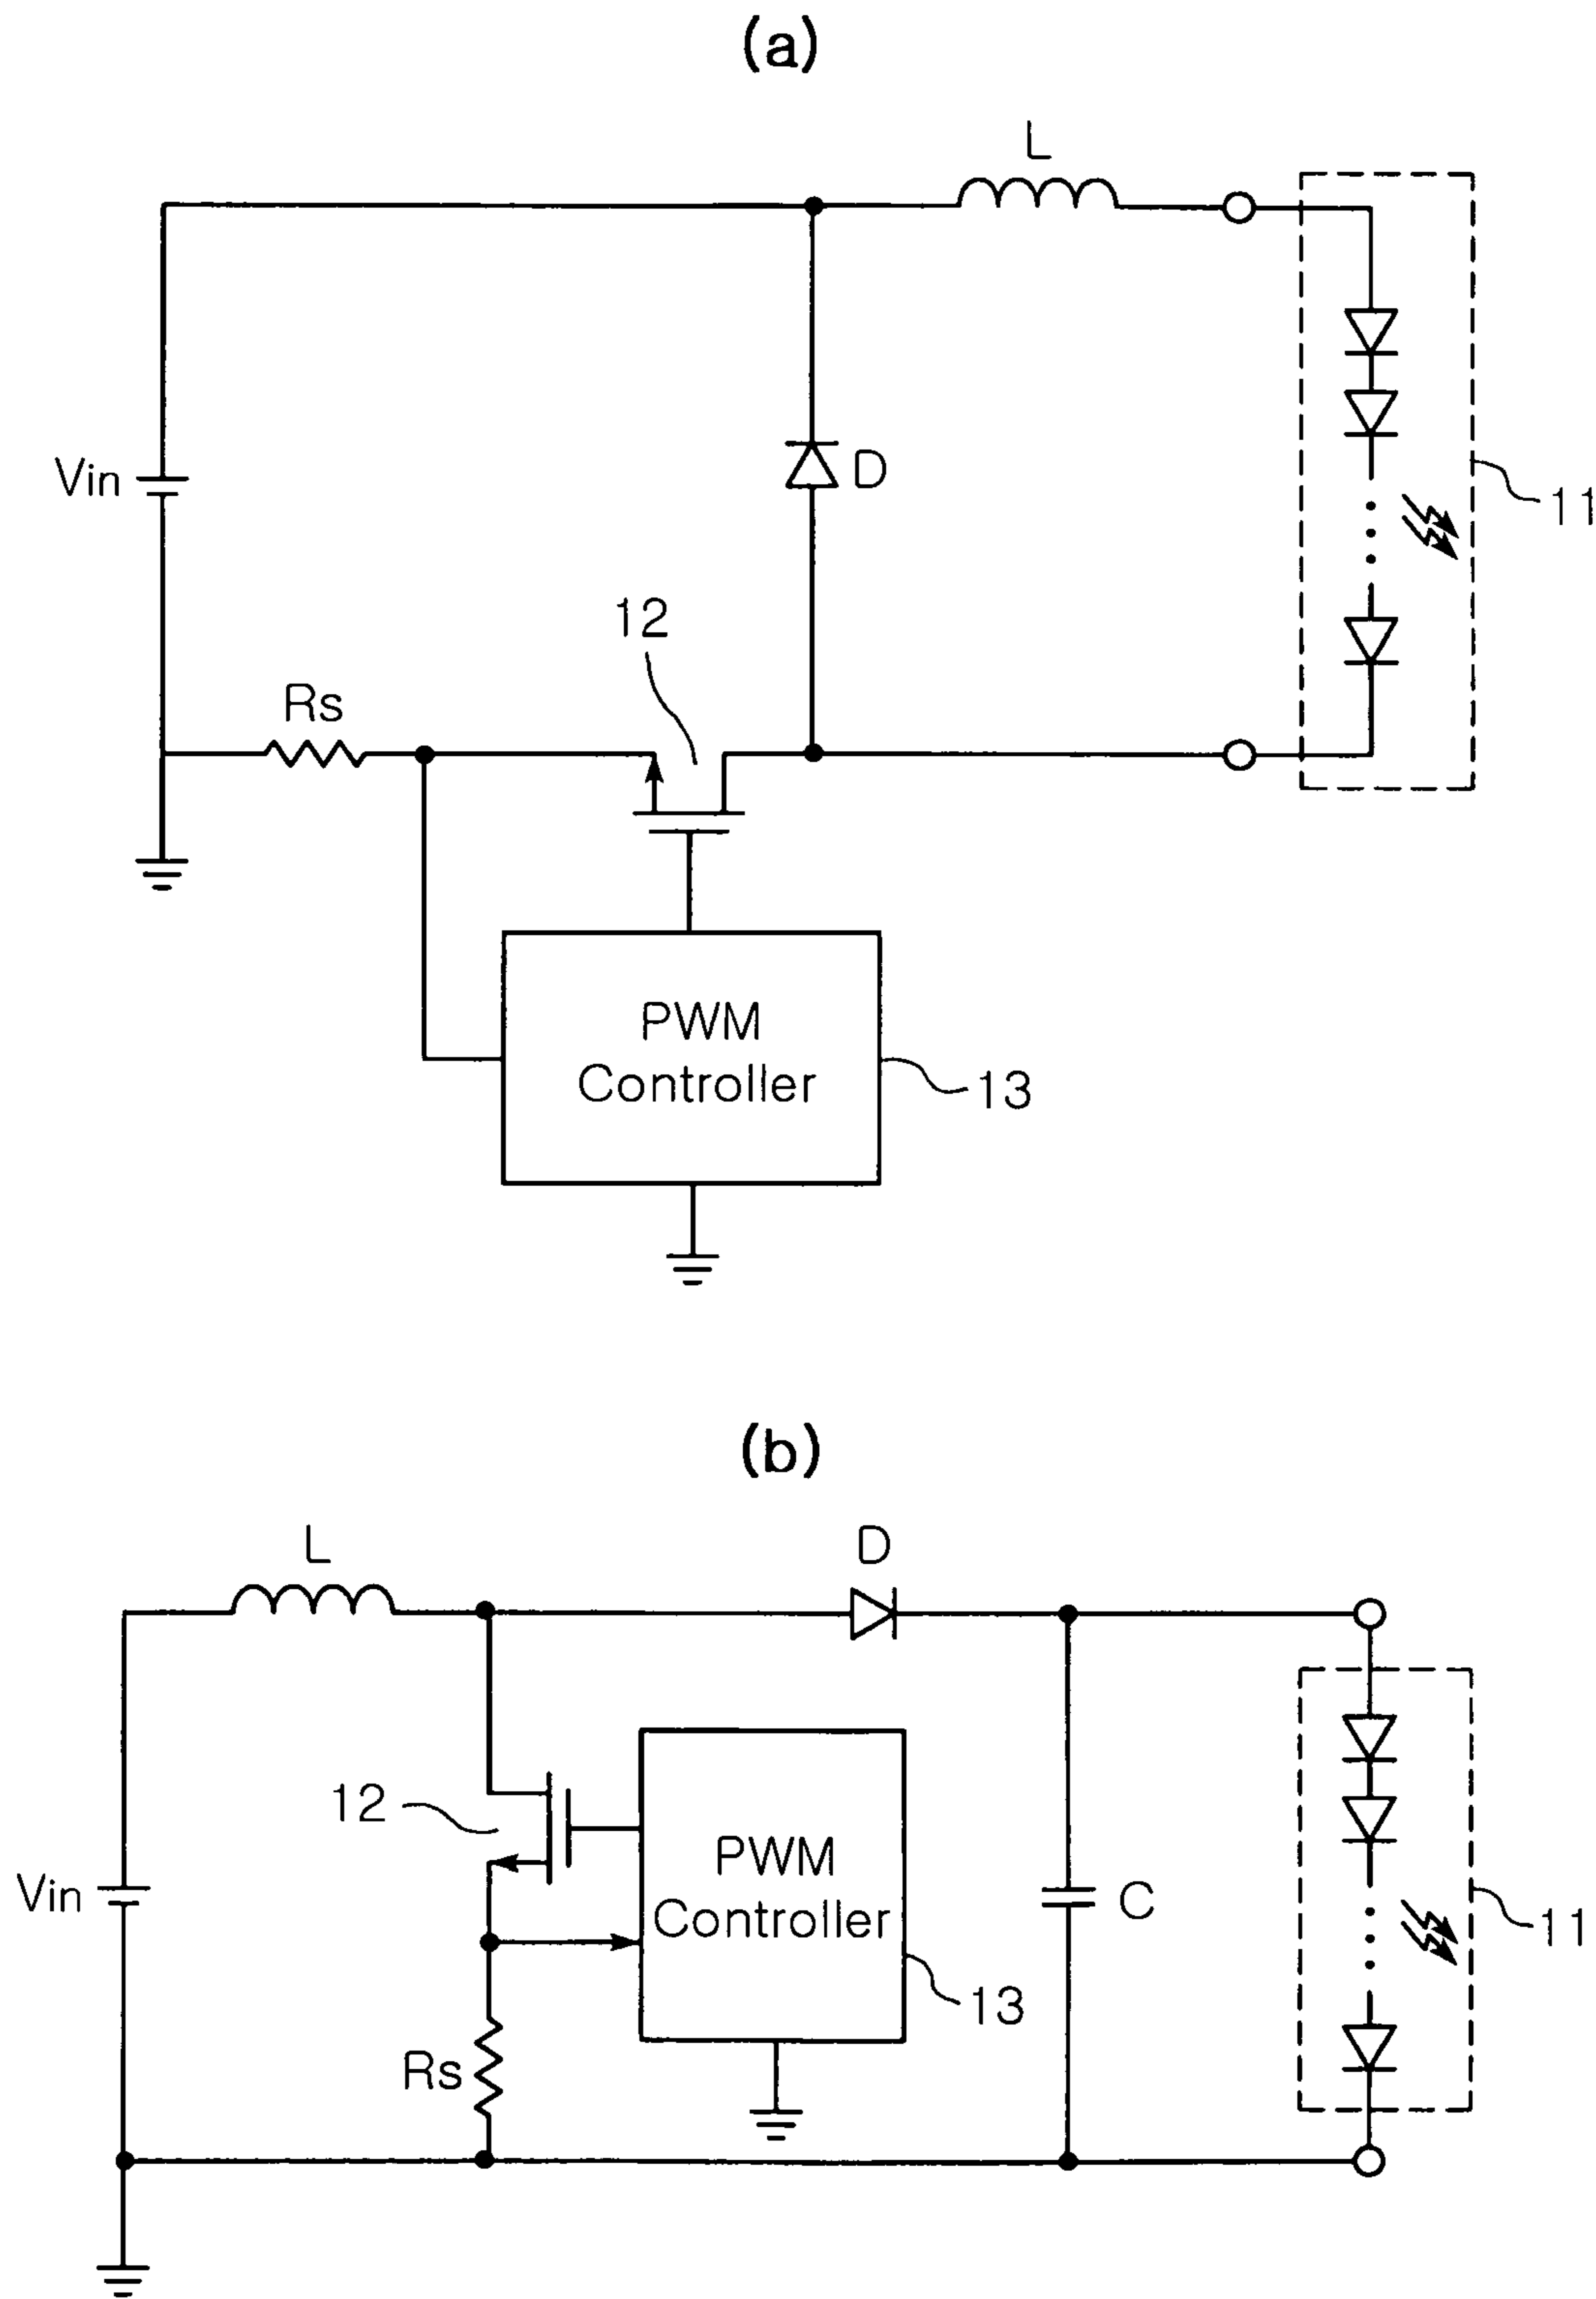 (a)
L
Vin
D
11
12
Rs
PWM
Controller
13
(b)
L
D
12
PWM
Controller
Vin
C
11
13
Rs